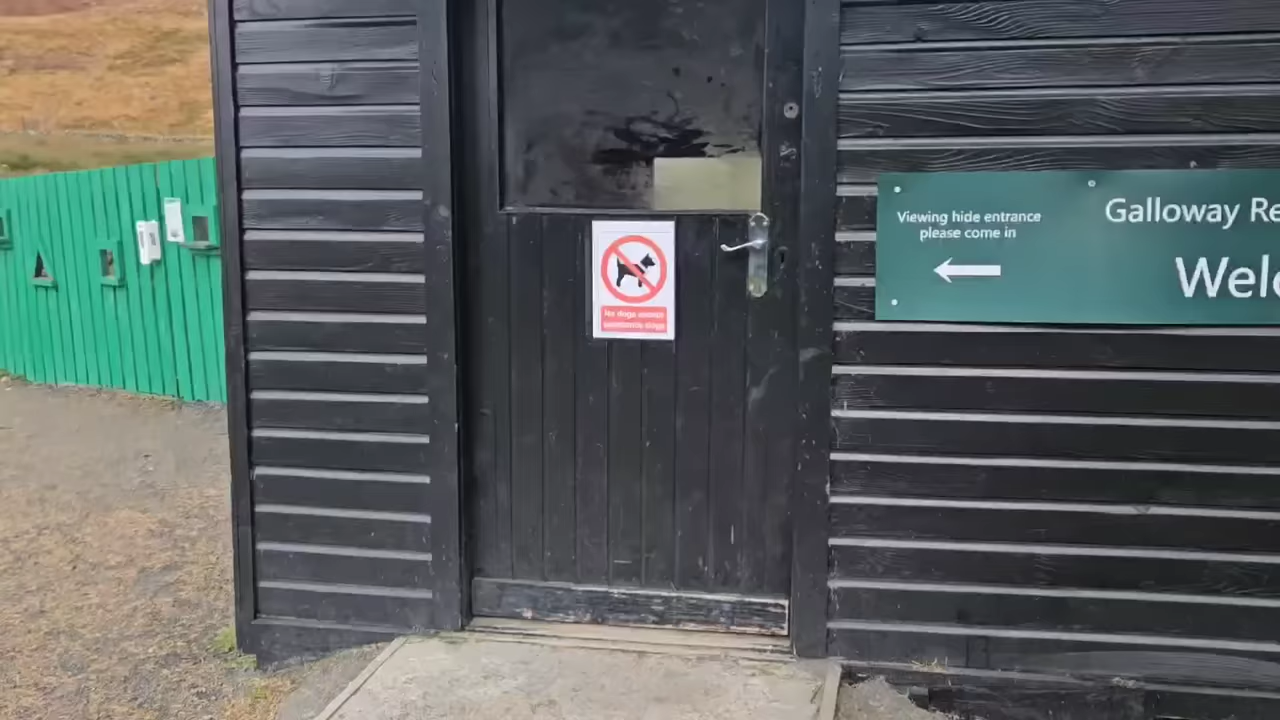 Viewing hide entrance
please come in
Galloway Re
Welc
No dogs except
assistance dogs